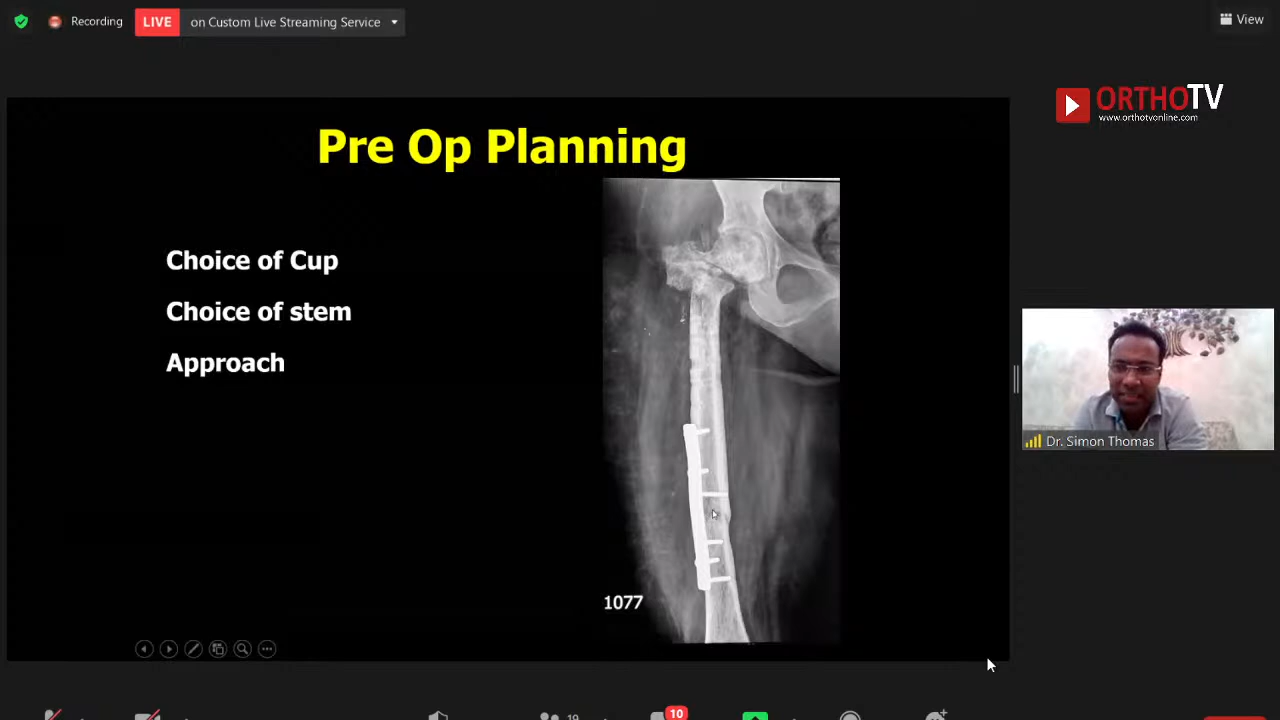 Recording
LIVE on Custom Live Streaming Service
View
ORTHOTV
www.orthotvonline.com
Pre Op Planning
Choice of Cup
Choice of stem
Approach
1077
Dr. Simon Thomas
19
10